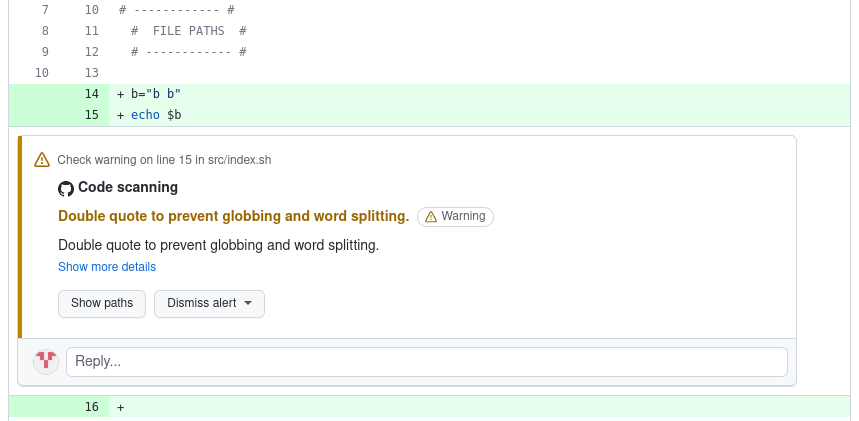 7 10 # ------------ #
8 11 # FILE PATHS #
9 12 # ------------ #
10 13
14 + b="b b"
15 + echo $b
Check warning on line 15 in src/index.sh
Code scanning
Double quote to prevent globbing and word splitting. Warning
Double quote to prevent globbing and word splitting.
Show more details
Show paths Dismiss alert
Reply...
16 +